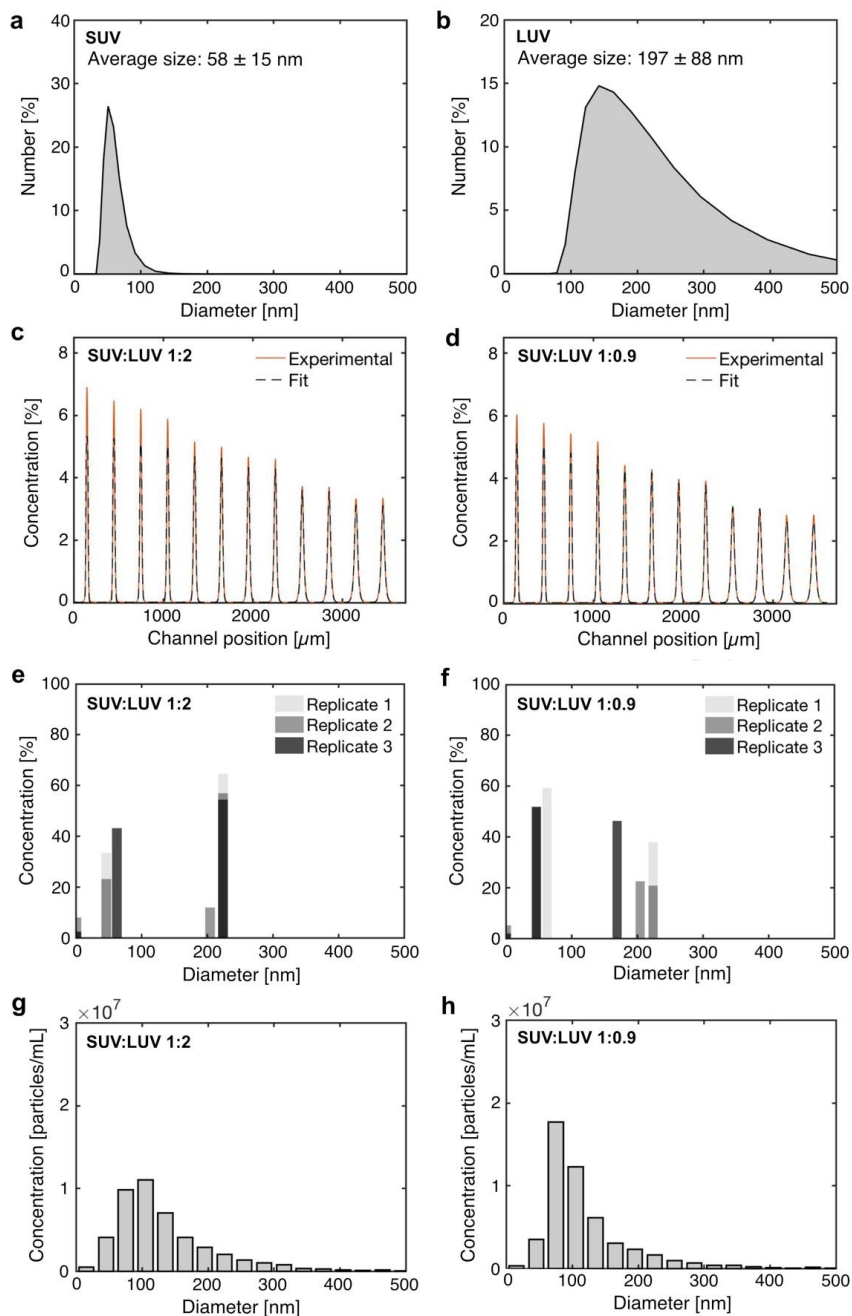 a
SUV
Average size: 58 ± 15 nm
Number [%]
40
30
20
10
0
0 100 200 300 400 500
Diameter [nm]
b
LUV
Average size: 197 ± 88 nm
Number [%]
20
15
10
5
0
0 100 200 300 400 500
Diameter [nm]
c
SUV:LUV 1:2
Experimental
Fit
Concentration [%]
8
6
4
2
0
0 1000 2000 3000
Channel position [µm]
d
SUV:LUV 1:0.9
Experimental
Fit
Concentration [%]
8
6
4
2
0
0 1000 2000 3000
Channel position [µm]
e
SUV:LUV 1:2
Replicate 1
Replicate 2
Replicate 3
Concentration [%]
100
80
60
40
20
0
0 100 200 300 400 500
Diameter [nm]
f
SUV:LUV 1:0.9
Replicate 1
Replicate 2
Replicate 3
Concentration [%]
100
80
60
40
20
0
0 100 200 300 400 500
Diameter [nm]
g
×10⁷
SUV:LUV 1:2
Concentration [particles/mL]
3
2
1
0
0 100 200 300 400 500
Diameter [nm]
h
×10⁷
SUV:LUV 1:0.9
Concentration [particles/mL]
3
2
1
0
0 100 200 300 400 500
Diameter [nm]